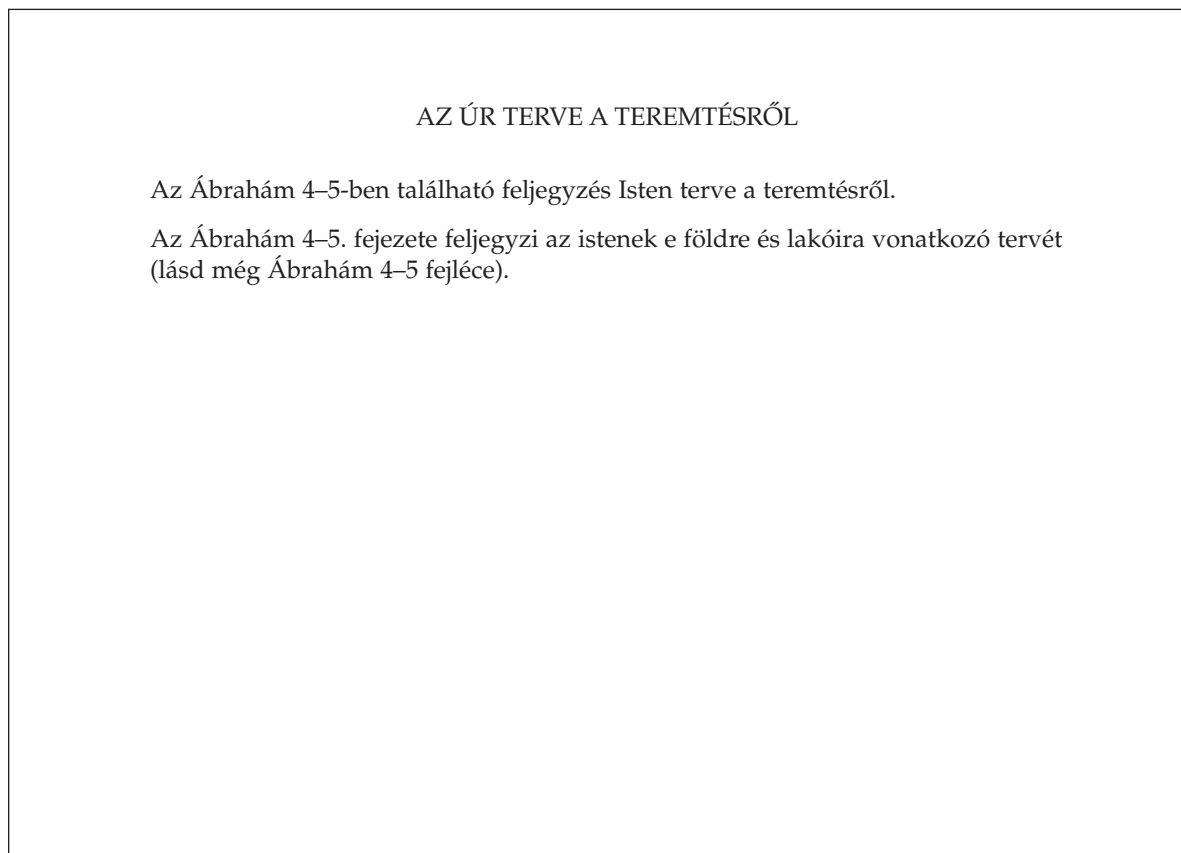 AZ ÚR TERVE A TEREMTÉSRŐL
Az Ábrahám 4–5-ben található feljegyzés Isten terve a teremtésről.
Az Ábrahám 4–5. fejezete feljegyzi az istenek e földre és lakóira vonatkozó tervét
(lásd még Ábrahám 4–5 fejléce).